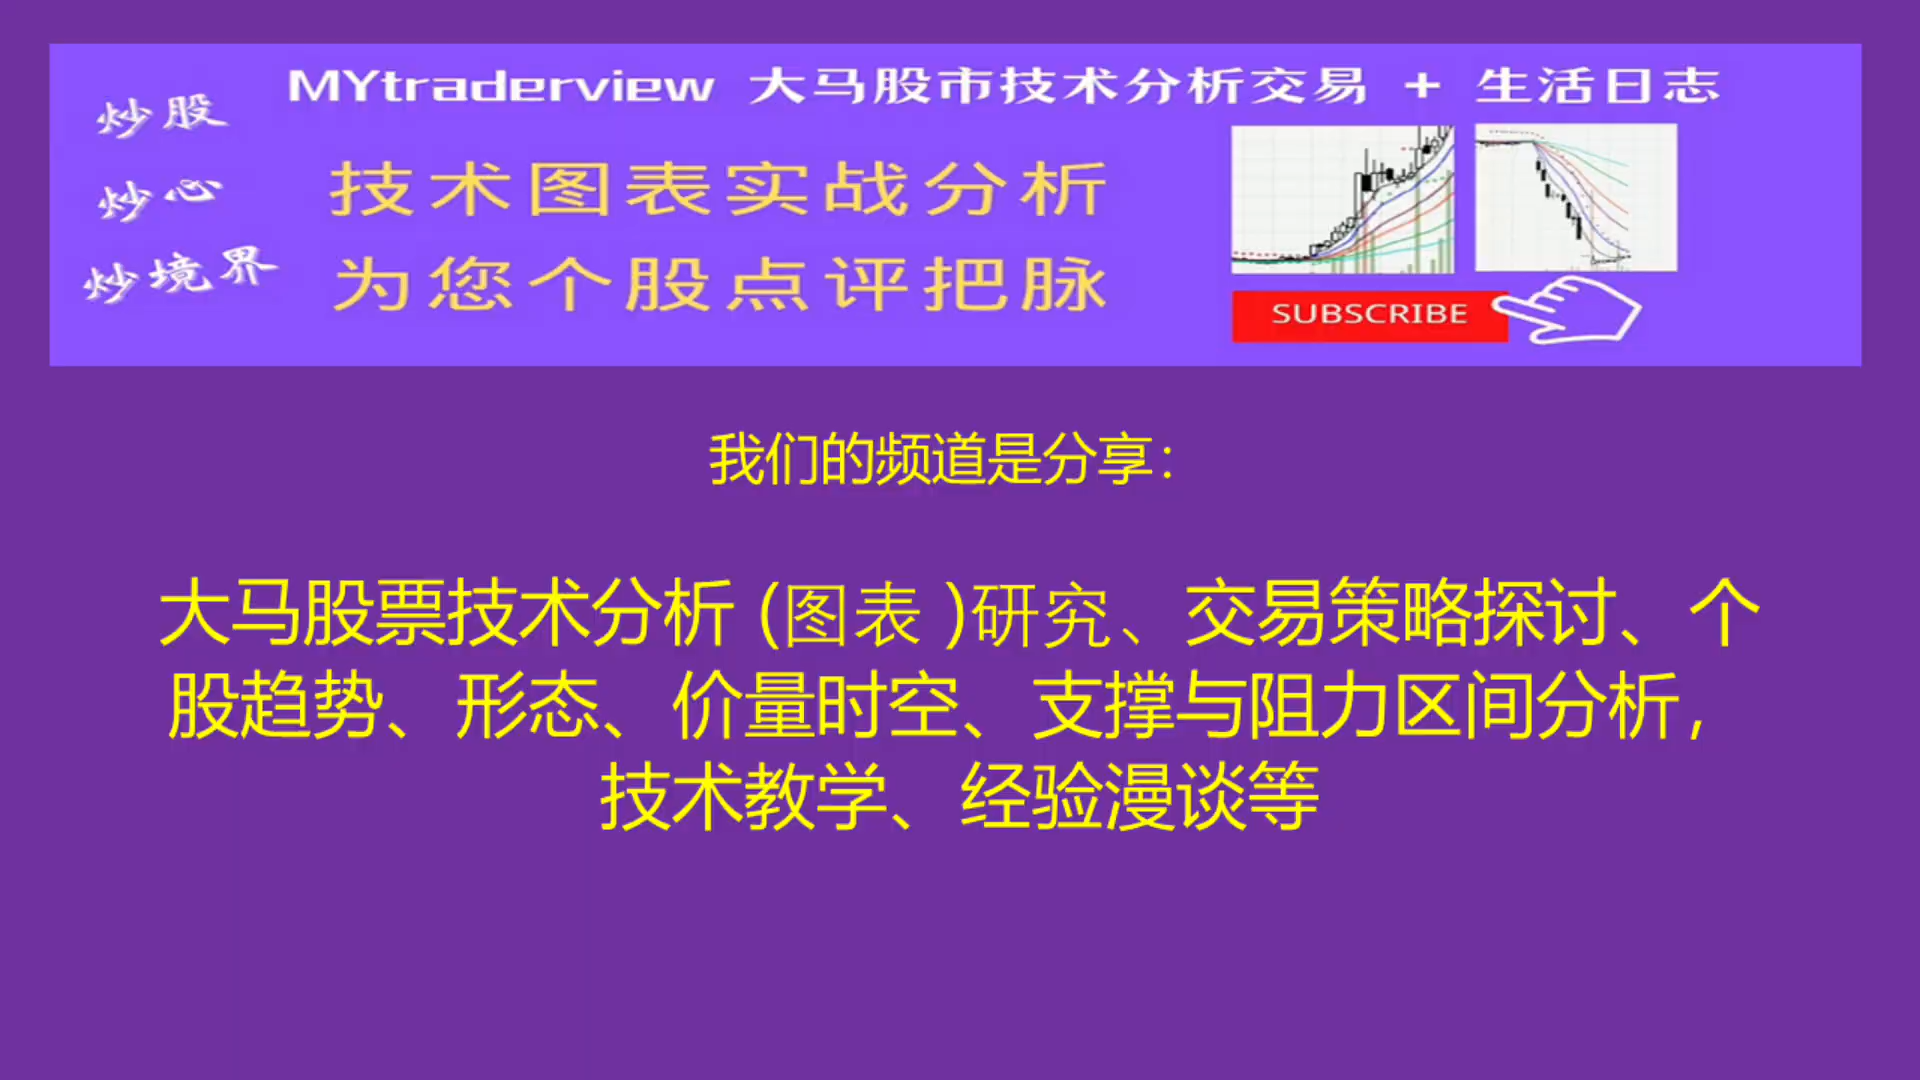 MYtraderview 大马股市技术分析交易 + 生活日志
炒股
炒心
炒境界
技术图表实战分析
为您个股点评把脉
SUBSCRIBE
我们的频道是分享：
大马股票技术分析 (图表 )研究、交易策略探讨、个
股趋势、形态、价量时空、支撑与阻力区间分析，
技术教学、经验漫谈等